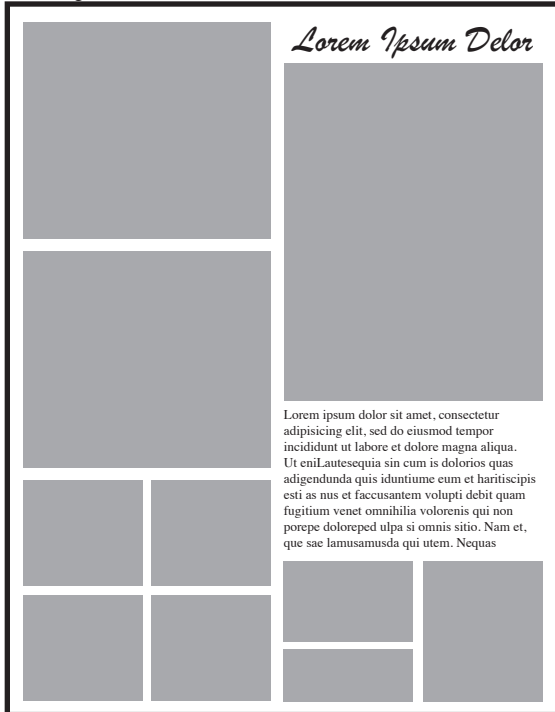 Lorem Ipsum Delor
Lorem ipsum dolor sit amet, consectetur
adipisicing elit, sed do eiusmod tempor
incididunt ut labore et dolore magna aliqua.
Ut eniLautesequia sin cum is dolorios quas
adigendunda quis iduntiume eum et haritiscipis
esti as nus et faccusantem volupti debit quam
fugitium venet omnihilia volorenis qui non
porepe doloreped ulpa si omnis sitio. Nam et,
que sae lamusamusda qui utem. Nequas